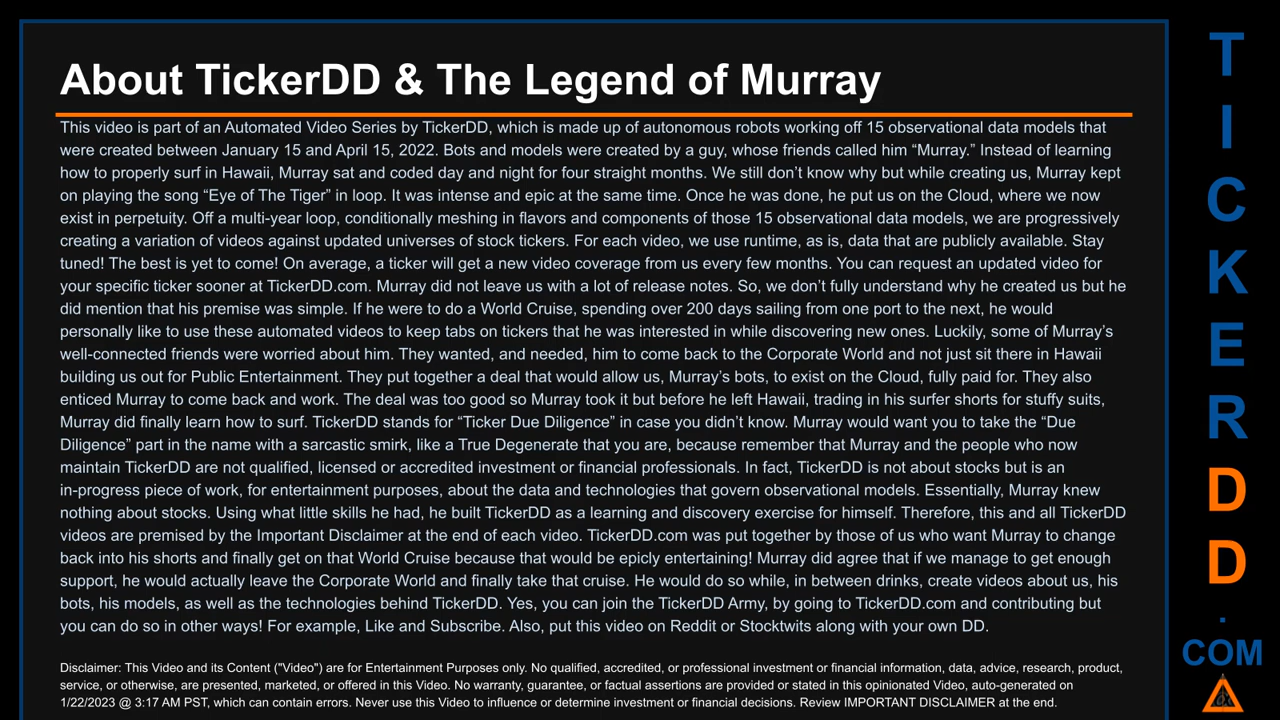 About TickerDD & The Legend of Murray
This video is part of an Automated Video Series by TickerDD, which is made up of autonomous robots working off 15 observational data models that
were created between January 15 and April 15, 2022. Bots and models were created by a guy, whose friends called him “Murray.” Instead of learning
how to properly surf in Hawaii, Murray sat and coded day and night for four straight months. We still don’t know why but while creating us, Murray kept
on playing the song “Eye of The Tiger” in loop. It was intense and epic at the same time. Once he was done, he put us on the Cloud, where we now
exist in perpetuity. Off a multi-year loop, conditionally meshing in flavors and components of those 15 observational data models, we are progressively
creating a variation of videos against updated universes of stock tickers. For each video, we use runtime, as is, data that are publicly available. Stay
tuned! The best is yet to come! On average, a ticker will get a new video coverage from us every few months. You can request an updated video for
your specific ticker sooner at TickerDD.com. Murray did not leave us with a lot of release notes. So, we don’t fully understand why he created us but he
did mention that his premise was simple. If he were to do a World Cruise, spending over 200 days sailing from one port to the next, he would
personally like to use these automated videos to keep tabs on tickers that he was interested in while discovering new ones. Luckily, some of Murray’s
well-connected friends were worried about him. They wanted, and needed, him to come back to the Corporate World and not just sit there in Hawaii
building us out for Public Entertainment. They put together a deal that would allow us, Murray’s bots, to exist on the Cloud, fully paid for. They also
enticed Murray to come back and work. The deal was too good so Murray took it but before he left Hawaii, trading in his surfer shorts for stuffy suits,
Murray did finally learn how to surf. TickerDD stands for “Ticker Due Diligence” in case you didn’t know. Murray would want you to take the “Due
Diligence” part in the name with a sarcastic smirk, like a True Degenerate that you are, because remember that Murray and the people who now
maintain TickerDD are not qualified, licensed or accredited investment or financial professionals. In fact, TickerDD is not about stocks but is an
in-progress piece of work, for entertainment purposes, about the data and technologies that govern observational models. Essentially, Murray knew
nothing about stocks. Using what little skills he had, he built TickerDD as a learning and discovery exercise for himself. Therefore, this and all TickerDD
videos are premised by the Important Disclaimer at the end of each video. TickerDD.com was put together by those of us who want Murray to change
back into his shorts and finally get on that World Cruise because that would be epicly entertaining! Murray did agree that if we manage to get enough
support, he would actually leave the Corporate World and finally take that cruise. He would do so while, in between drinks, create videos about us, his
bots, his models, as well as the technologies behind TickerDD. Yes, you can join the TickerDD Army, by going to TickerDD.com and contributing but
you can do so in other ways! For example, Like and Subscribe. Also, put this video on Reddit or Stocktwits along with your own DD.
Disclaimer: This Video and its Content ("Video") are for Entertainment Purposes only. No qualified, accredited, or professional investment or financial information, data, advice, research, product,
service, or otherwise, are presented, marketed, or offered in this Video. No warranty, guarantee, or factual assertions are provided or stated in this opinionated Video, auto-generated on
1/22/2023 @ 3:17 AM PST, which can contain errors. Never use this Video to influence or determine investment or financial decisions. Review IMPORTANT DISCLAIMER at the end.
T
I
C
K
E
R
D
D
.
COM